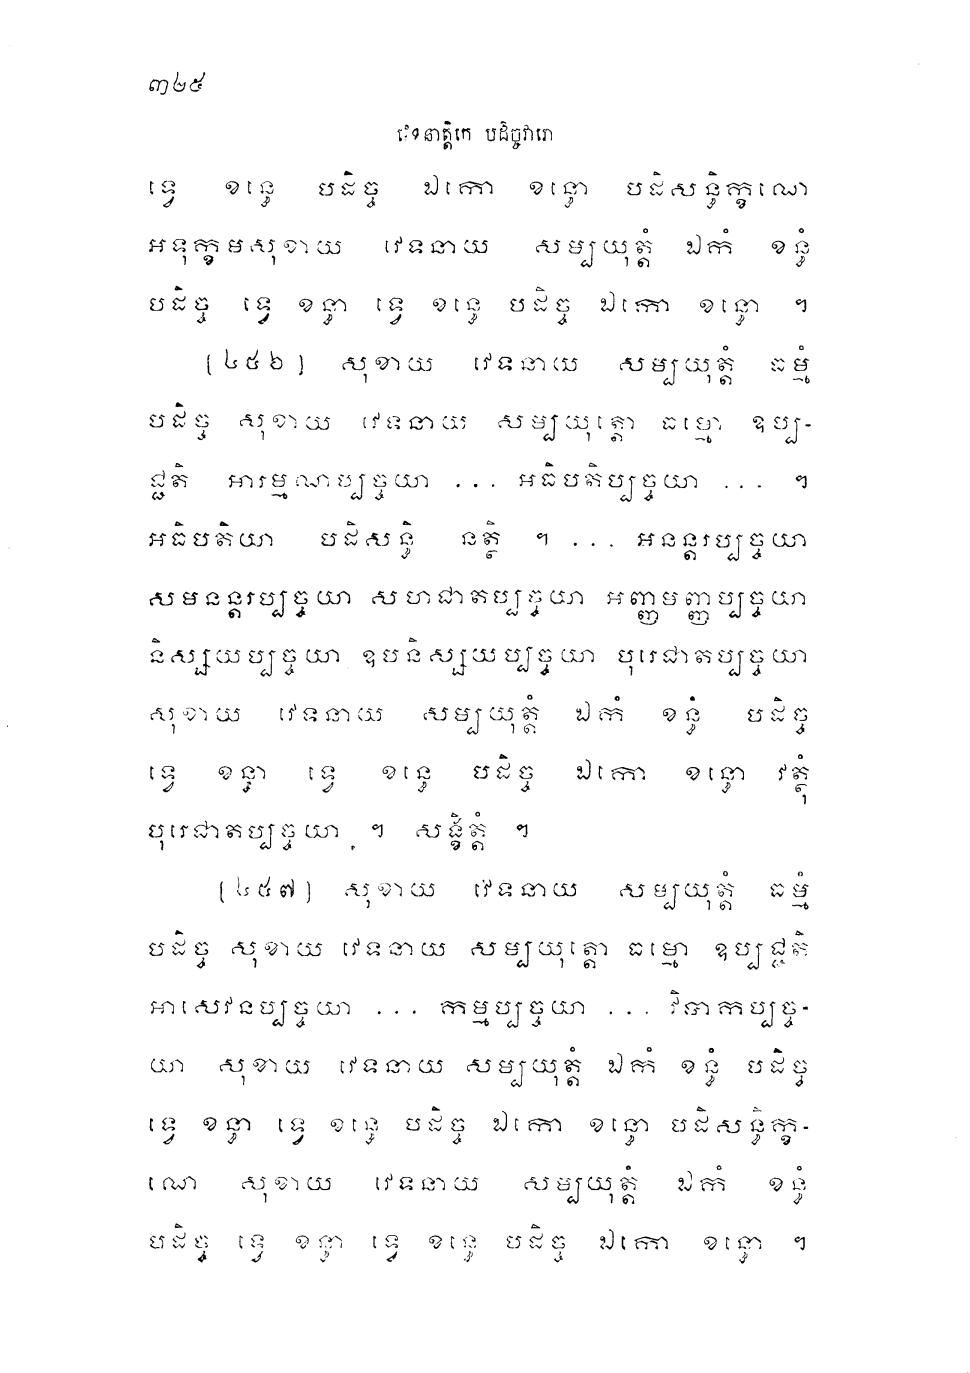 ៣២៥
វេទនាត្តិកេ បដិច្ចវារោ
ទ្វេ ខន្ធេ បដិច្ច ឯកោ ខន្ធោ បដិសន្ធិក្ខណេ
អទុក្ខមសុខាយ វេទនាយ សម្បយុត្តំ ឯកំ ខន្ធំ
បដិច្ច ទ្វេ ខន្ធា ទ្វេ ខន្ធេ បដិច្ច ឯកោ ខន្ធោ ។
[៤៥៦] សុខាយ វេទនាយ សម្បយុត្តំ ធម្មំ
បដិច្ច សុខាយ វេទនាយ សម្បយុត្តោ ធម្មោ ឧប្ប-
ជ្ជតិ អារម្មណប្បច្ចយា ... អធិបតិប្បច្ចយា ... ។
អធិបតិយា បដិសន្ធិ នត្ថិ ។ ... អនន្តរប្បច្ចយា
សមនន្តរប្បច្ចយា សហជាតប្បច្ចយា អញ្ញមញ្ញប្បច្ចយា
និស្សយប្បច្ចយា ឧបនិស្សយប្បច្ចយា បុរេជាតប្បច្ចយា
សុខាយ វេទនាយ សម្បយុត្តំ ឯកំ ខន្ធំ បដិច្ច
ទ្វេ ខន្ធា ទ្វេ ខន្ធេ បដិច្ច ឯកោ ខន្ធោ វត្ថុំ
បុរេជាតប្បច្ចយា ។ សង្ខិត្តំ ។
[៤៥៧] សុខាយ វេទនាយ សម្បយុត្តំ ធម្មំ
បដិច្ច សុខាយ វេទនាយ សម្បយុត្តោ ធម្មោ ឧប្បជ្ជតិ
អាសេវនប្បច្ចយា ... កម្មប្បច្ចយា ... វិបាកប្បច្ច-
យា សុខាយ វេទនាយ សម្បយុត្តំ ឯកំ ខន្ធំ បដិច្ច
ទ្វេ ខន្ធា ទ្វេ ខន្ធេ បដិច្ច ឯកោ ខន្ធោ បដិសន្ធិក្ខ-
ណេ សុខាយ វេទនាយ សម្បយុត្តំ ឯកំ ខន្ធំ
បដិច្ច ទ្វេ ខន្ធា ទ្វេ ខន្ធេ បដិច្ច ឯកោ ខន្ធោ ។